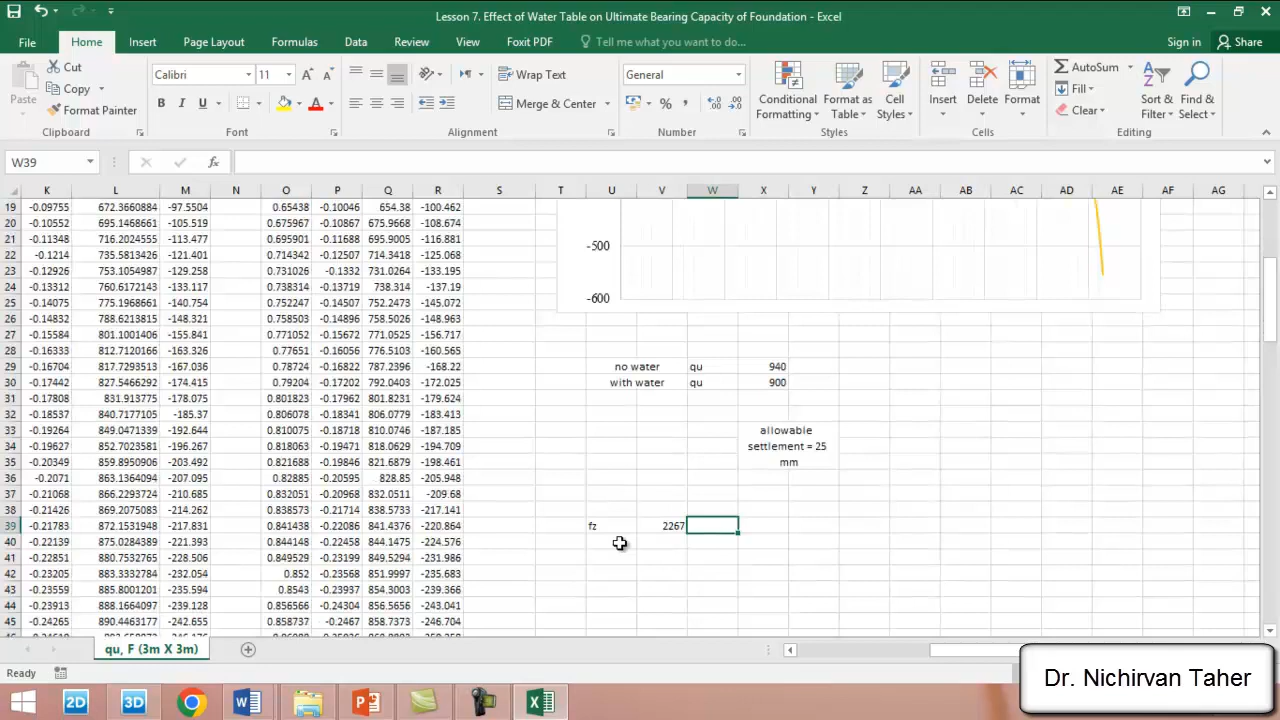 Lesson 7. Effect of Water Table on Ultimate Bearing Capacity of Foundation - Excel
File Home Insert Page Layout Formulas Data Review View Foxit PDF Tell me what you want to do... Sign in Share
Paste Cut Copy Format Painter Clipboard
Calibri 11 B I U A Font
Wrap Text Merge & Center Alignment
General % , Number
Conditional Formatting Format as Table Cell Styles Styles
Insert Delete Format Cells
AutoSum Fill Clear Sort & Filter Find & Select Editing
W39 fx
K L M N O P Q R S T U V W X Y Z AA AB AC AD AE AF AG
19 -0.09755 672.3660884 -97.5504 0.65438 -0.10046 654.38 -100.462
20 -0.10552 695.1468661 -105.519 0.675967 -0.10867 675.9668 -108.674
21 -0.11348 716.2024555 -113.477 0.695901 -0.11688 695.9005 -116.881 -500
22 -0.1214 735.5813426 -121.401 0.714342 -0.12507 714.3418 -125.068
23 -0.12926 753.1054987 -129.258 0.731026 -0.1332 731.0264 -133.195
24 -0.13312 760.6172143 -133.117 0.738314 -0.13719 738.314 -137.19 -600
25 -0.14075 775.1968861 -140.754 0.752247 -0.14507 752.2473 -145.072
26 -0.14832 788.6213815 -148.321 0.758503 -0.14896 758.5026 -148.963
27 -0.15584 801.1001406 -155.841 0.771052 -0.15672 771.0525 -156.717
28 -0.16333 812.7120166 -163.326 0.77651 -0.16056 776.5103 -160.565
29 -0.16704 817.7293513 -167.036 0.78724 -0.16822 787.2396 -168.22 no water qu 940
30 -0.17442 827.5466292 -174.415 0.79204 -0.17202 792.0403 -172.025 with water qu 900
31 -0.17808 831.913775 -178.075 0.801823 -0.17962 801.8231 -179.624
32 -0.18537 840.7177105 -185.37 0.806078 -0.18341 806.0779 -183.413
33 -0.19264 849.0471339 -192.644 0.810075 -0.18718 810.0746 -187.185 allowable
34 -0.19627 852.7023581 -196.267 0.818063 -0.19471 818.0629 -194.709 settlement = 25
35 -0.20349 859.8950906 -203.492 0.821688 -0.19846 821.6879 -198.461 mm
36 -0.2071 863.1364094 -207.095 0.82885 -0.20595 828.85 -205.948
37 -0.21068 866.2293724 -210.685 0.832051 -0.20968 832.0511 -209.68
38 -0.21426 869.2075083 -214.262 0.838573 -0.21714 838.5733 -217.141
39 -0.21783 872.1531948 -217.831 0.841438 -0.22086 841.4376 -220.864 fz 2267
40 -0.22139 875.0284389 -221.393 0.844148 -0.22458 844.1475 -224.576
41 -0.22851 880.7532765 -228.506 0.849529 -0.23199 849.5294 -231.986
42 -0.23205 883.3332784 -232.054 0.852 -0.23568 851.9997 -235.683
43 -0.23559 885.8001201 -235.594 0.8543 -0.23937 854.3003 -239.366
44 -0.23913 888.1664097 -239.128 0.856566 -0.24304 856.5656 -243.041
45 -0.24265 890.4463177 -242.655 0.858737 -0.2467 858.7371 -246.704
qu, F (3m X 3m)
Ready
2D 3D
Dr. Nichirvan Taher